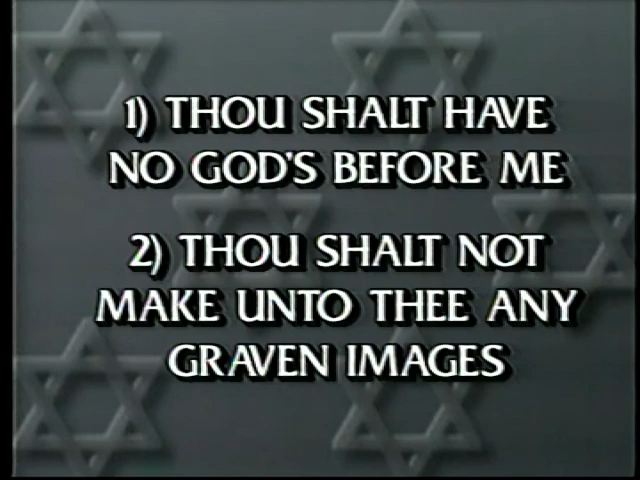 1) THOU SHALT HAVE
NO GOD'S BEFORE ME
2) THOU SHALT NOT
MAKE UNTO THEE ANY
GRAVEN IMAGES